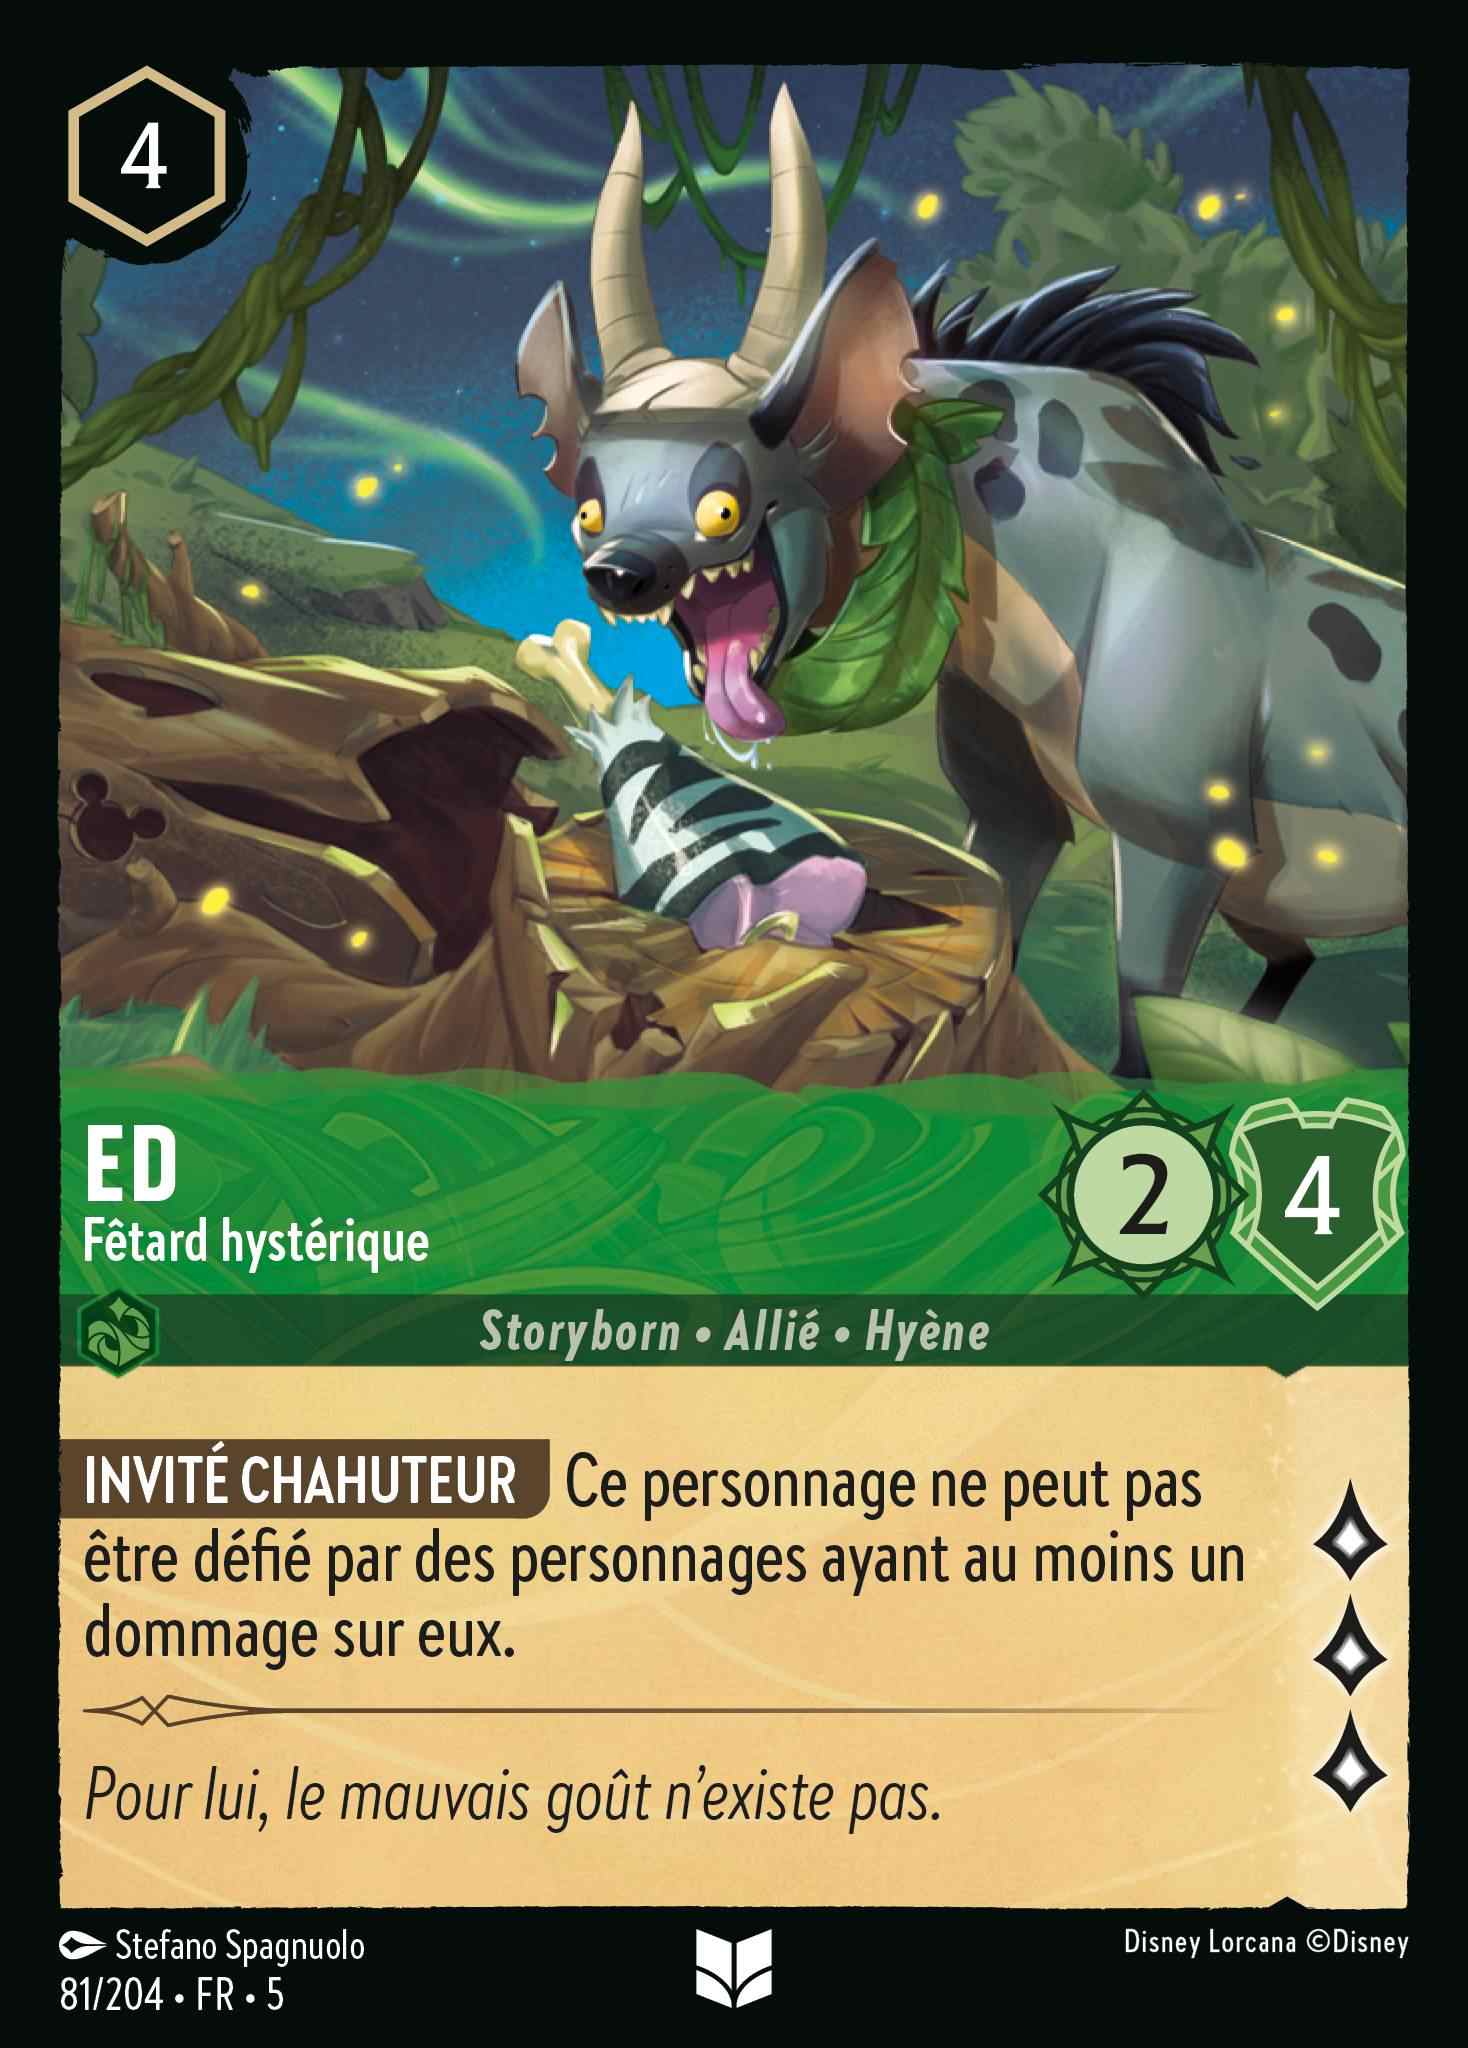 4
ED
Fêtard hystérique
2
4
Storyborn • Allié • Hyène
INVITÉ CHAHUTEUR Ce personnage ne peut pas
être défié par des personnages ayant au moins un
dommage sur eux.
Pour lui, le mauvais goût n’existe pas.
Stefano Spagnuolo
81/204 • FR • 5
Disney Lorcana ©Disney